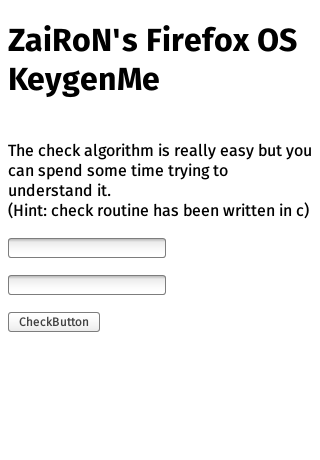 ZaiRoN's Firefox OS
KeygenMe
The check algorithm is really easy but you
can spend some time trying to
understand it.
(Hint: check routine has been written in c)
CheckButton